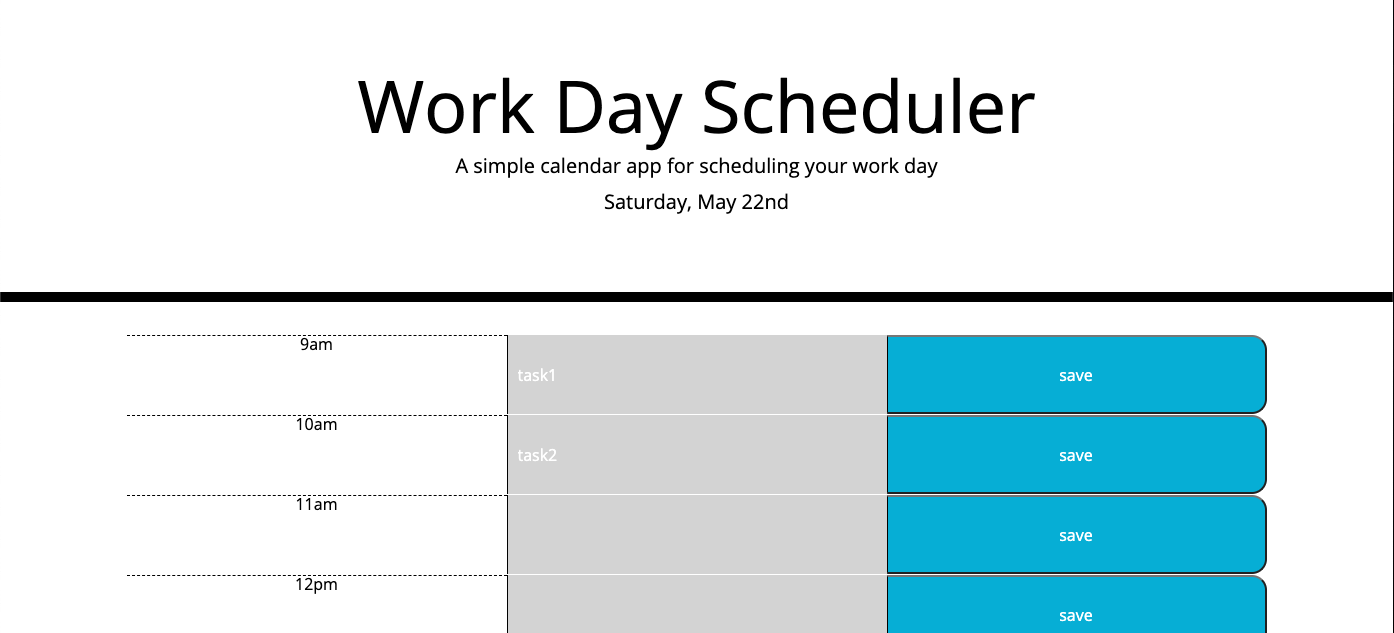 Work Day Scheduler
A simple calendar app for scheduling your work day
Saturday, May 22nd
9am
task1
save
10am
task2
save
11am
save
12pm
save